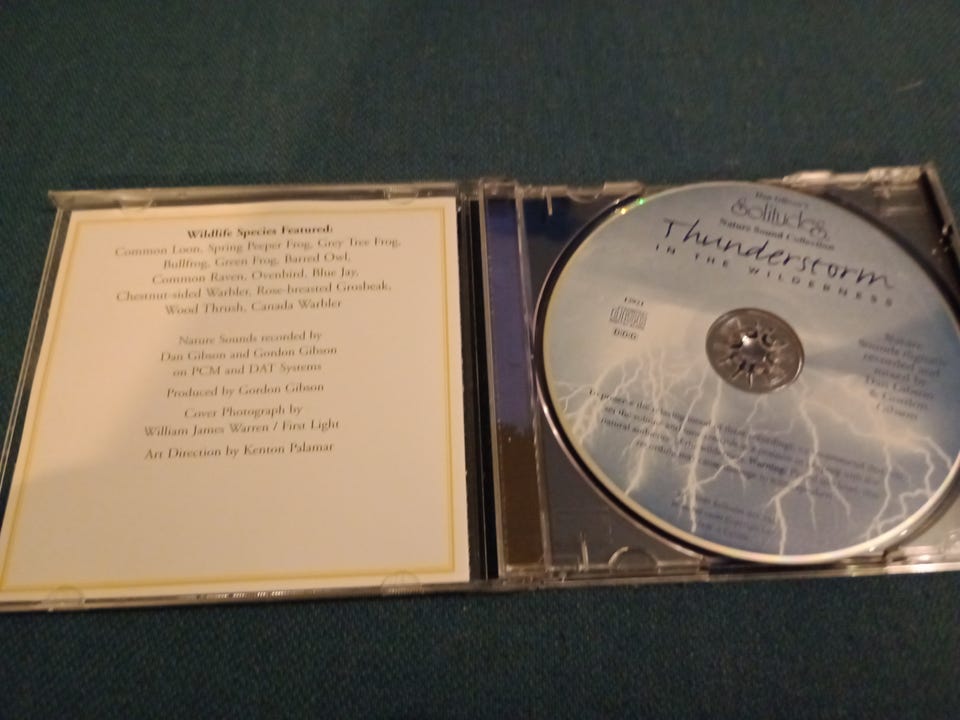 Wildlife Species Featured:
Common Loon, Spring Peeper Frog, Grey Tree Frog,
Bullfrog, Green Frog, Barred Owl,
Common Raven, Ovenbird, Blue Jay,
Chestnut-sided Warbler, Rose-breasted Grosbeak,
Wood Thrush, Canada Warbler
Nature Sounds recorded by
Dan Gibson and Gordon Gibson
on PCM and DAT Systems
Produced by Gordon Gibson
Cover Photograph by
William James Warren / First Light
Art Direction by Kenton Palamar
Dan Gibson's
Solitudes
Nature Sound Collection
Thunderstorm
IN THE WILDERNESS
Nature
Sounds digitally
recorded and
mixed by
Dan Gibson
& Gordon
Gibson
Warning: